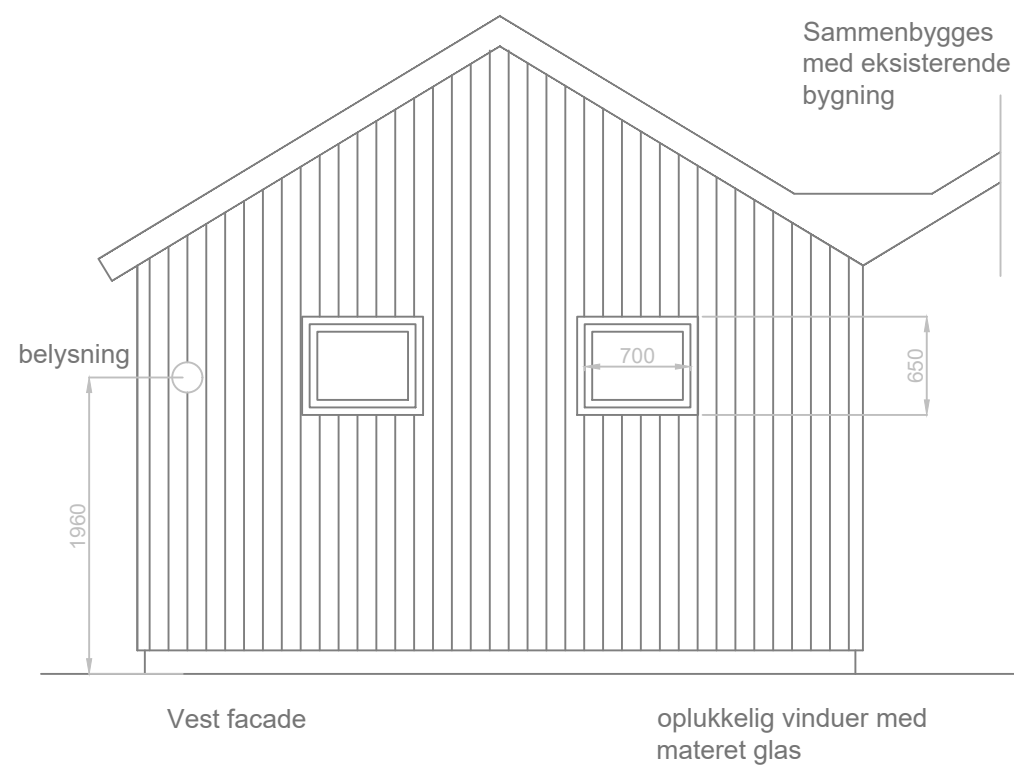 Sammenbygges
med eksisterende
bygning
belysning
700
650
1960
Vest facade
oplukkelig vinduer med
materet glas